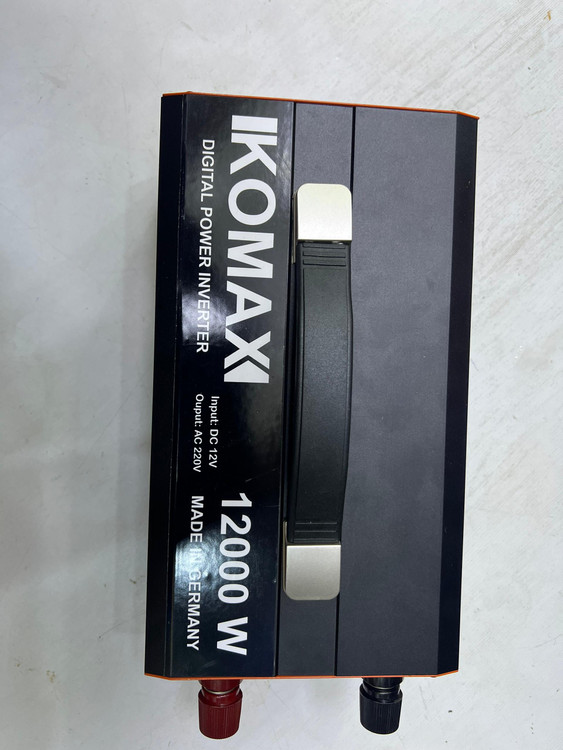 KOMAX
DIGITAL POWER INVERTER
Input: DC 12V
Ouput: AC 220V
12000 W
MADE IN GERMANY